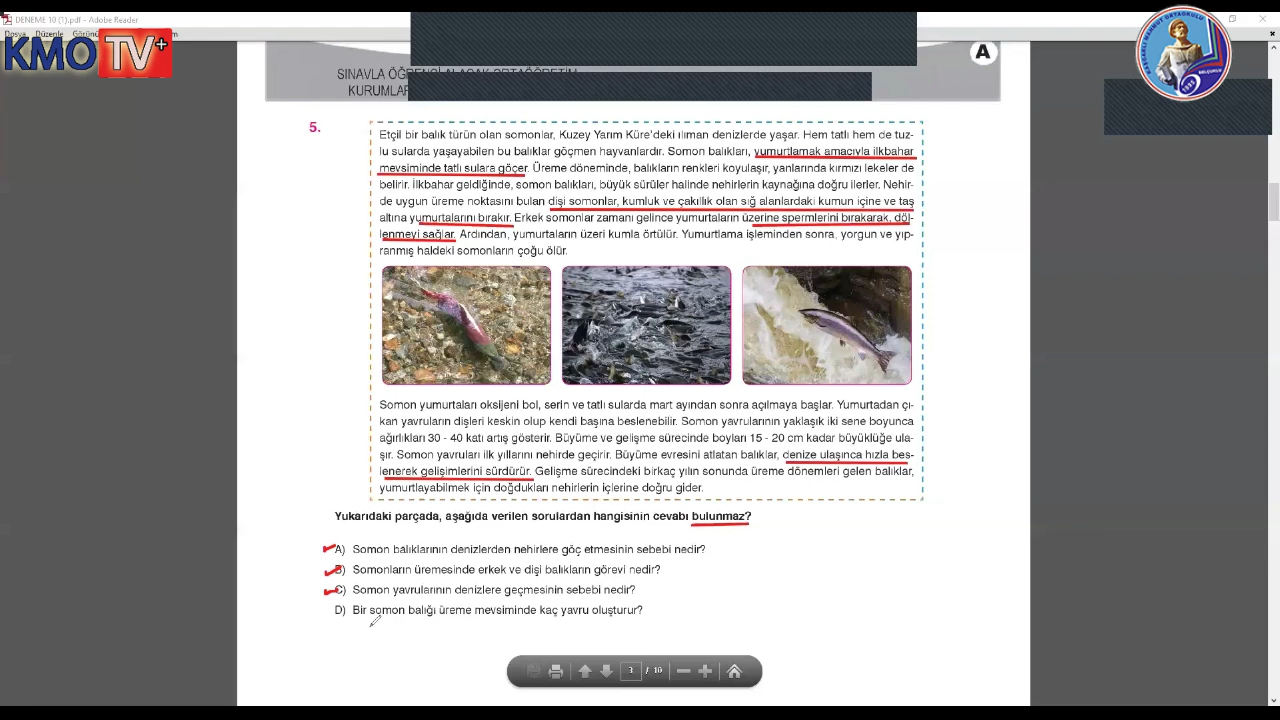 DENEME 10 (1).pdf - Adobe Reader
Dosya Düzenle
KMO TV+
A
SINAVLA ÖĞRENCİ ALACAK ORTAÖĞRETİM
KURUMLAR
5.
Etçil bir balık türün olan somonlar, Kuzey Yarım Küre'deki ılıman denizlerde yaşar. Hem tatlı hem de tuz-
lu sularda yaşayabilen bu balıklar göçmen hayvanlardır. Somon balıkları, yumurtlamak amacıyla ilkbahar
mevsiminde tatlı sulara göçer. Üreme döneminde, balıkların renkleri koyulaşır, yanlarında kırmızı lekeler de
belirir. İlkbahar geldiğinde, somon balıkları, büyük sürüler halinde nehirlerin kaynağına doğru ilerler. Nehir-
de uygun üreme noktasını bulan dişi somonlar, kumluk ve çakıllık olan sığ alanlardaki kumun içine ve taş
altına yumurtalarını bırakır. Erkek somonlar zamanı gelince yumurtaların üzerine spermlerini bırakarak, döl-
lenmeyi sağlar. Ardından, yumurtaların üzeri kumla örtülür. Yumurtlama işleminden sonra, yorgun ve yıp-
ranmış haldeki somonların çoğu ölür.
Somon yumurtaları oksijeni bol, serin ve tatlı sularda mart ayından sonra açılmaya başlar. Yumurtadan çı-
kan yavruların dişleri keskin olup kendi başına beslenebilir. Somon yavrularının yaklaşık iki sene boyunca
ağırlıkları 30 - 40 katı artış gösterir. Büyüme ve gelişme sürecinde boyları 15 - 20 cm kadar büyüklüğe ula-
şır. Somon yavruları ilk yıllarını nehirde geçirir. Büyüme evresini atlatan balıklar, denize ulaşınca hızla bes-
lenerek gelişimlerini sürdürür. Gelişme sürecindeki birkaç yılın sonunda üreme dönemleri gelen balıklar,
yumurtlayabilmek için doğdukları nehirlerin içlerine doğru gider.
Yukarıdaki parçada, aşağıda verilen sorulardan hangisinin cevabı bulunmaz?
A) Somon balıklarının denizlerden nehirlere göç etmesinin sebebi nedir?
B) Somonların üremesinde erkek ve dişi balıkların görevi nedir?
C) Somon yavrularının denizlere geçmesinin sebebi nedir?
D) Bir somon balığı üreme mevsiminde kaç yavru oluşturur?
3 / 10